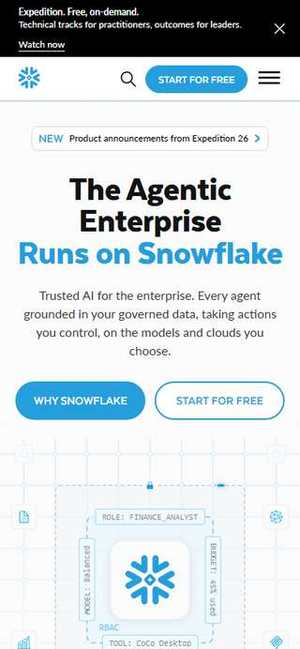 Expedition. Free, on-demand.
Technical tracks for practitioners, outcomes for leaders.
Watch now
START FOR FREE
NEW Product announcements from Expedition 26
The Agentic
Enterprise
Runs on Snowflake
Trusted AI for the enterprise. Every agent
grounded in your governed data, taking actions
you control, on the models and clouds you
choose.
WHY SNOWFLAKE
START FOR FREE
ROLE: FINANCE_ANALYST
MODEL: Balanced
BUDGET: 45% used
RBAC
TOOL: CoCo Desktop